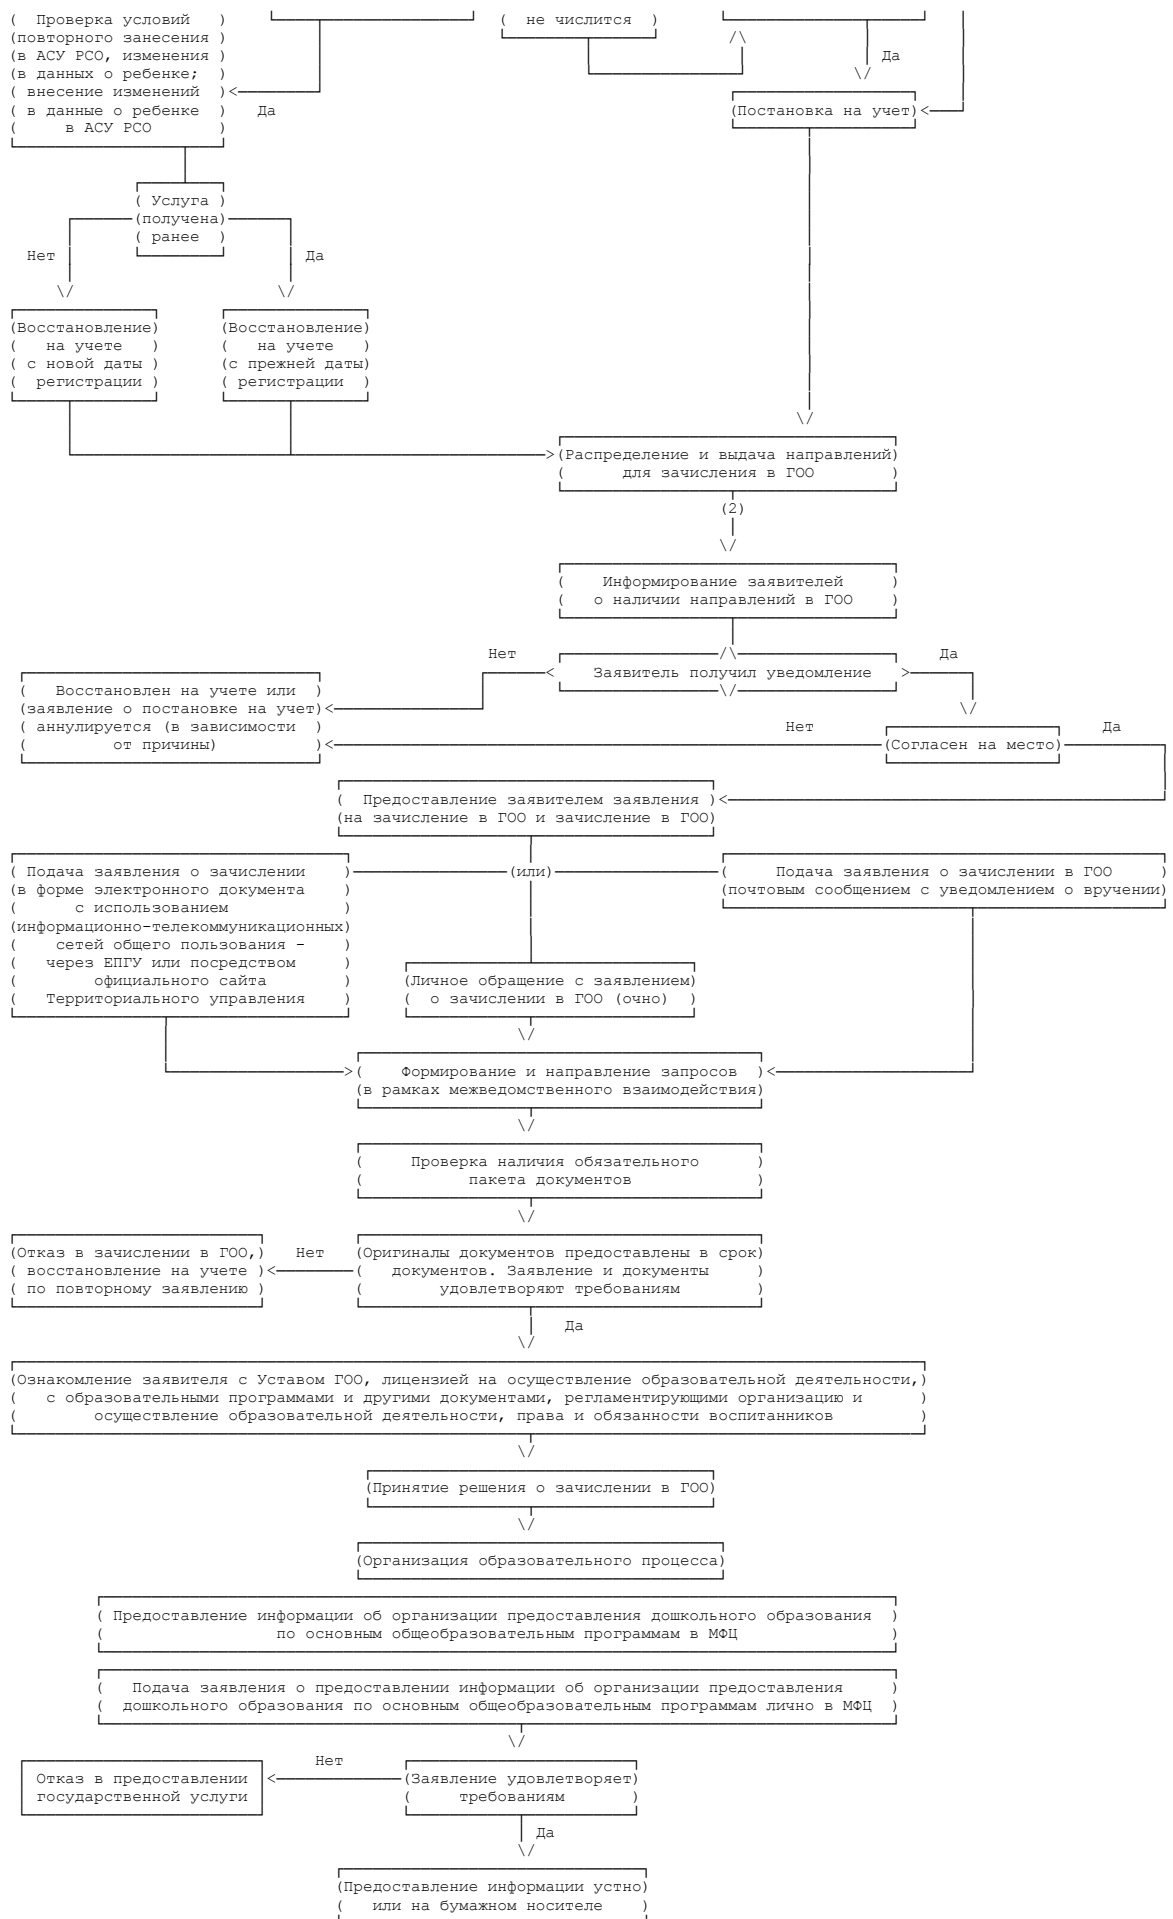 ( Проверка условий )
( не числится )
(повторного занесения )
(в АСУ РСО, изменения
Да
(в данных о ребенке; )
( внесение изменений )<
( в данные о ребенке )
Да
(Постановка на учет)<
( в АСУ РСО )
( Услуга )
(получена)
( ранее )
Нет
Да
\/
\/
(Восстановление)
(Восстановление)
( на учете )
( на учете )
( с новой даты )
(с прежней даты)
( регистрации )
( регистрации )
\/
>(Распределение и выдача направлений)
( для зачисления в ГОО )
(2)
\/
( Информирование заявителей )
( о наличии направлений в ГОО )
Нет
/\
Да
< Заявитель получил уведомление >
\/
( Восстановлен на учете или )
(заявление о постановке на учет)<
\/
( аннулируется (в зависимости )
Нет
Да
( от причины) )<
(Согласен на место)
( Предоставление заявителем заявления )<
(на зачисление в ГОО и зачисление в ГОО)
( Подача заявления о зачислении )
(или)
( Подача заявления о зачислении в ГОО )
(в форме электронного документа )
(почтовым сообщением с уведомлением о вручении)
( с использованием )
(информационно-телекоммуникационных)
( сетей общего пользования - )
( через ЕПГУ или посредством )
( официального сайта )
(Личное обращение с заявлением)
( Территориального управления )
( о зачислении в ГОО (очно) )
\/
>( Формирование и направление запросов )<
(в рамках межведомственного взаимодействия)
\/
( Проверка наличия обязательного )
( пакета документов )
\/
(Отказ в зачислении в ГОО,)
Нет
(Оригиналы документов предоставлены в срок)
( восстановление на учете )<
( документов. Заявление и документы )
( по повторному заявлению )
( удовлетворяют требованиям )
Да
\/
(Ознакомление заявителя с Уставом ГОО, лицензией на осуществление образовательной деятельности,)
( с образовательными программами и другими документами, регламентирующими организацию и )
( осуществление образовательной деятельности, права и обязанности воспитанников )
\/
(Принятие решения о зачислении в ГОО)
\/
(Организация образовательного процесса)
( Предоставление информации об организации предоставления дошкольного образования )
( по основным общеобразовательным программам в МФЦ )
( Подача заявления о предоставлении информации об организации предоставления )
( дошкольного образования по основным общеобразовательным программам лично в МФЦ )
\/
Нет
Отказ в предоставлении
<
(Заявление удовлетворяет)
государственной услуги
( требованиям )
Да
\/
(Предоставление информации устно)
( или на бумажном носителе )